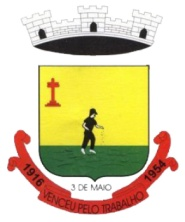 3 DE MAIO
1916 VENCEU PELO TRABALHO 1954